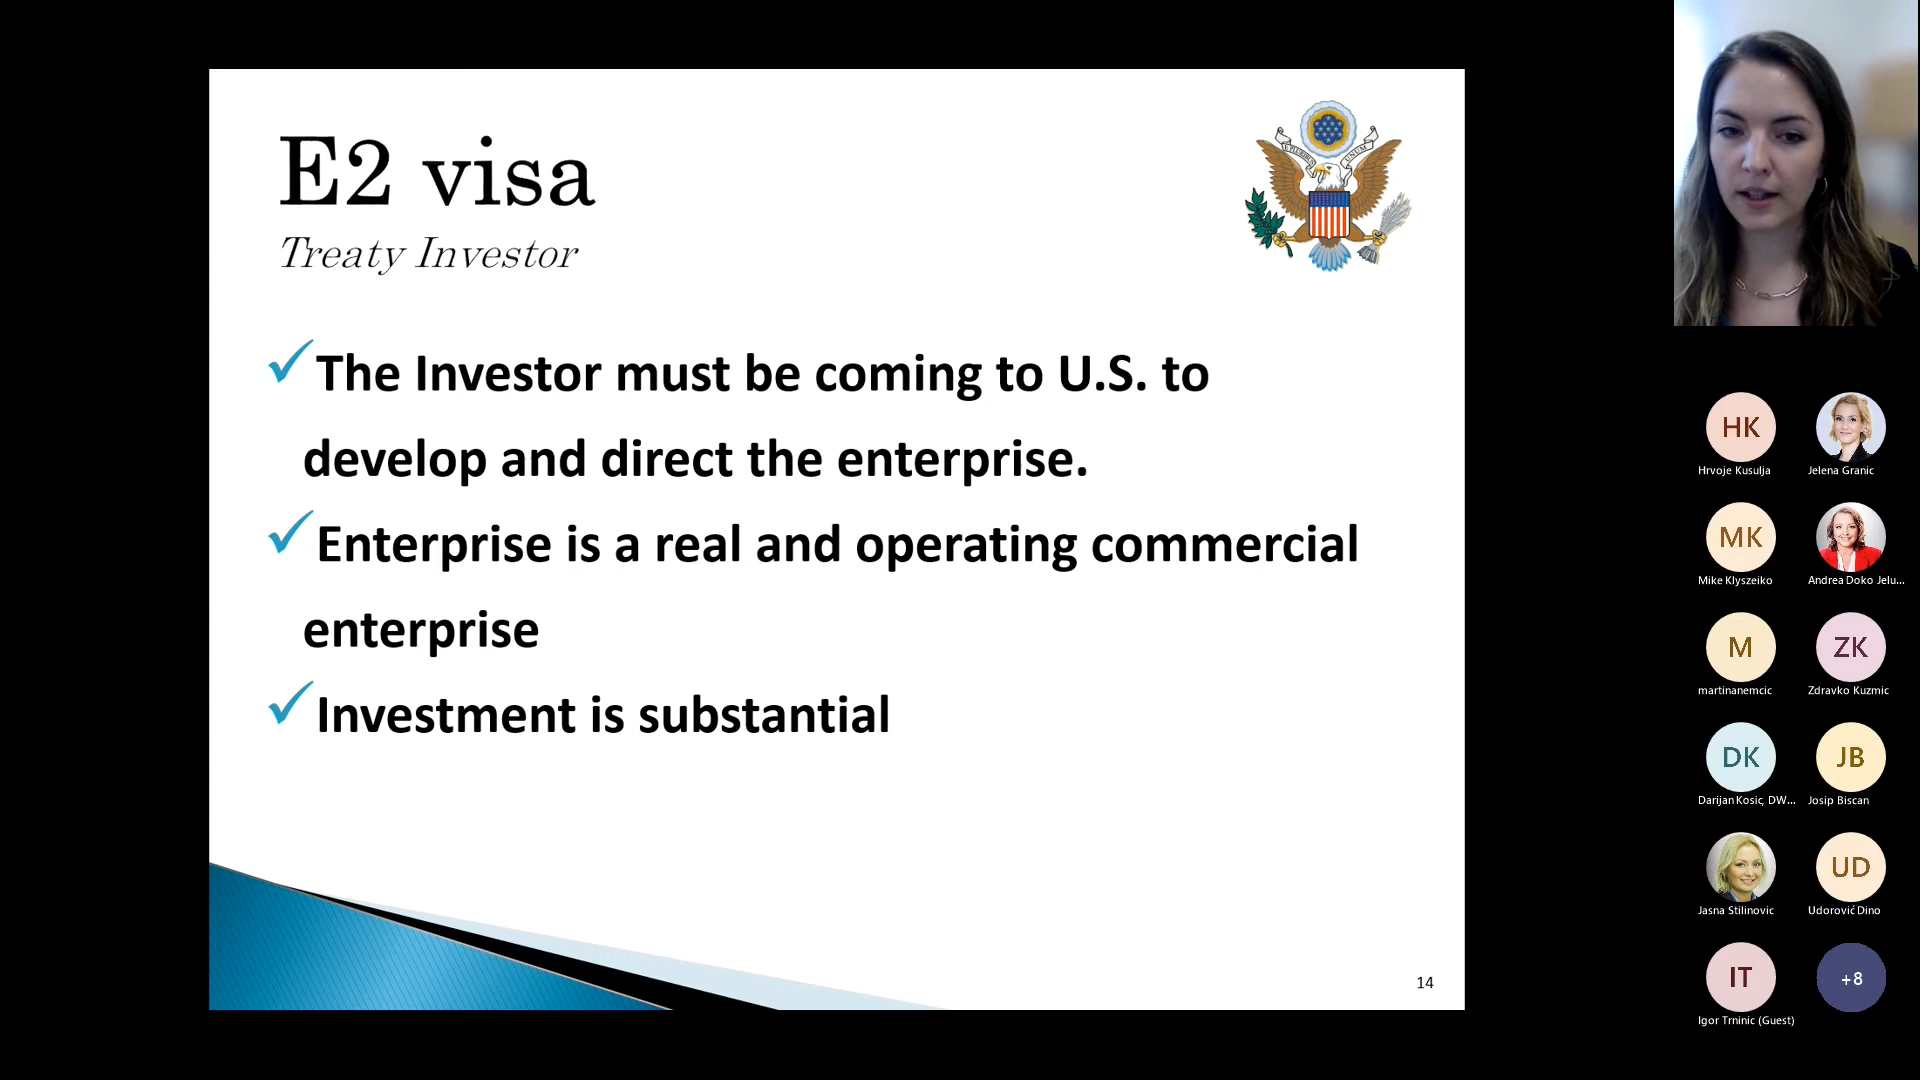 E2 visa
Treaty Investor
E PLURIBUS UNUM
The Investor must be coming to U.S. to
develop and direct the enterprise.
Enterprise is a real and operating commercial
enterprise
Investment is substantial
14
HK
Hrvoje Kusulja
Jelena Granic
MK
Mike Klyszeiko
Andrea Doko Jelu...
M
martinanemcic
ZK
Zdravko Kuzmic
DK
Darijan Kosic, DW...
JB
Josip Biscan
Jasna Stilinovic
UD
Udorović Dino
IT
Igor Trninic (Guest)
+8